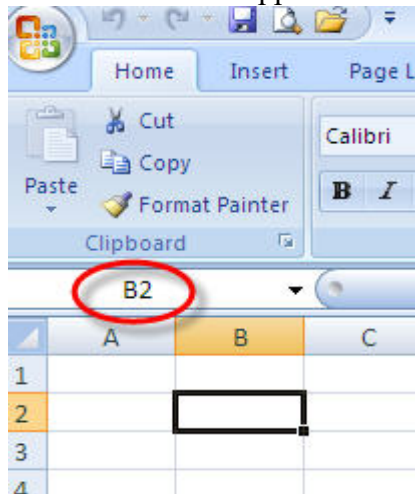 Home Insert Page L
Cut
Copy
Paste
Format Painter
Clipboard
Calibri
B I
B2
A B C
1
2
3
4